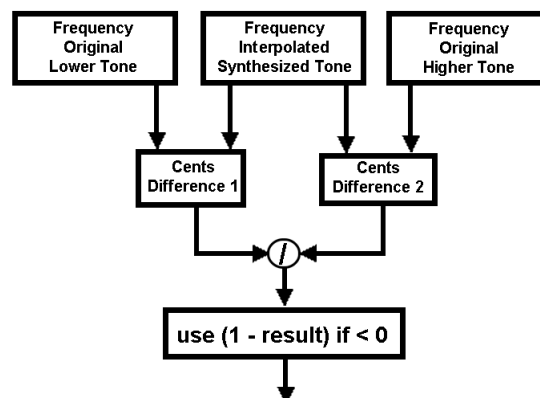 Frequency
Original
Lower Tone
Frequency
Interpolated
Synthesized Tone
Frequency
Original
Higher Tone
Cents
Difference 1
Cents
Difference 2
/
use (1 - result) if < 0